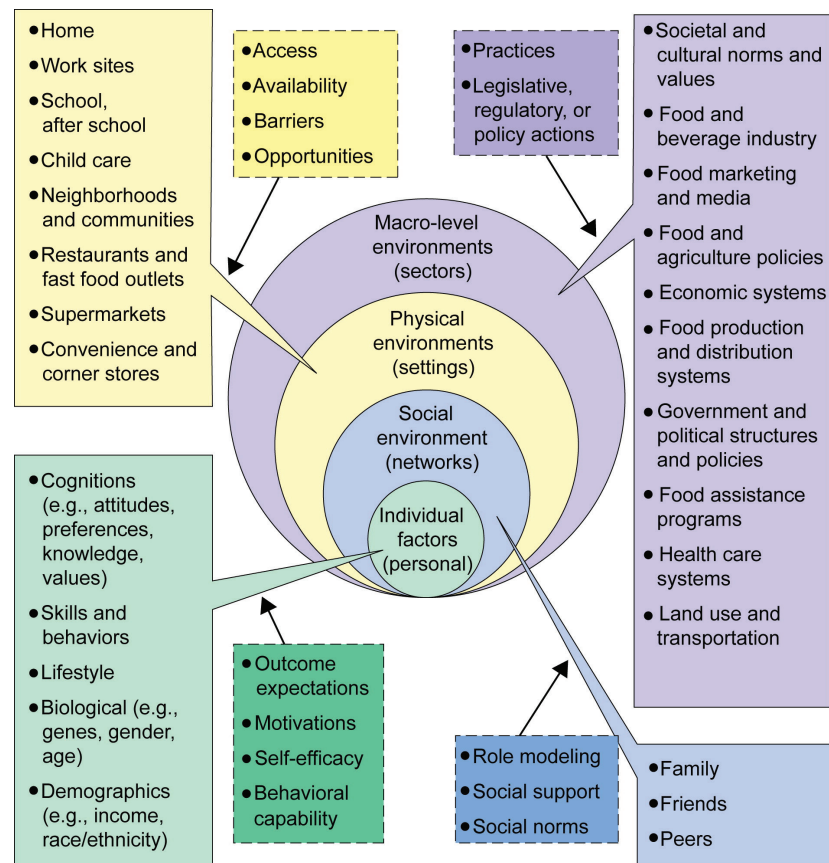 ● Home
● Work sites
● School,
after school
● Child care
● Neighborhoods
and communities
● Restaurants and
fast food outlets
● Supermarkets
● Convenience and
corner stores
● Access
● Availability
● Barriers
● Opportunities
● Practices
● Legislative,
regulatory, or
policy actions
● Societal and
cultural norms and
values
● Food and
beverage industry
● Food marketing
and media
● Food and
agriculture policies
● Economic systems
● Food production
and distribution
systems
● Government and
political structures
and policies
● Food assistance
programs
● Health care
systems
● Land use and
transportation
Macro-level
environments
(sectors)
Physical
environments
(settings)
Social
environment
(networks)
Individual
factors
(personal)
● Cognitions
(e.g., attitudes,
preferences,
knowledge,
values)
● Skills and
behaviors
● Lifestyle
● Biological (e.g.,
genes, gender,
age)
● Demographics
(e.g., income,
race/ethnicity)
● Outcome
expectations
● Motivations
● Self-efficacy
● Behavioral
capability
● Role modeling
● Social support
● Social norms
● Family
● Friends
● Peers